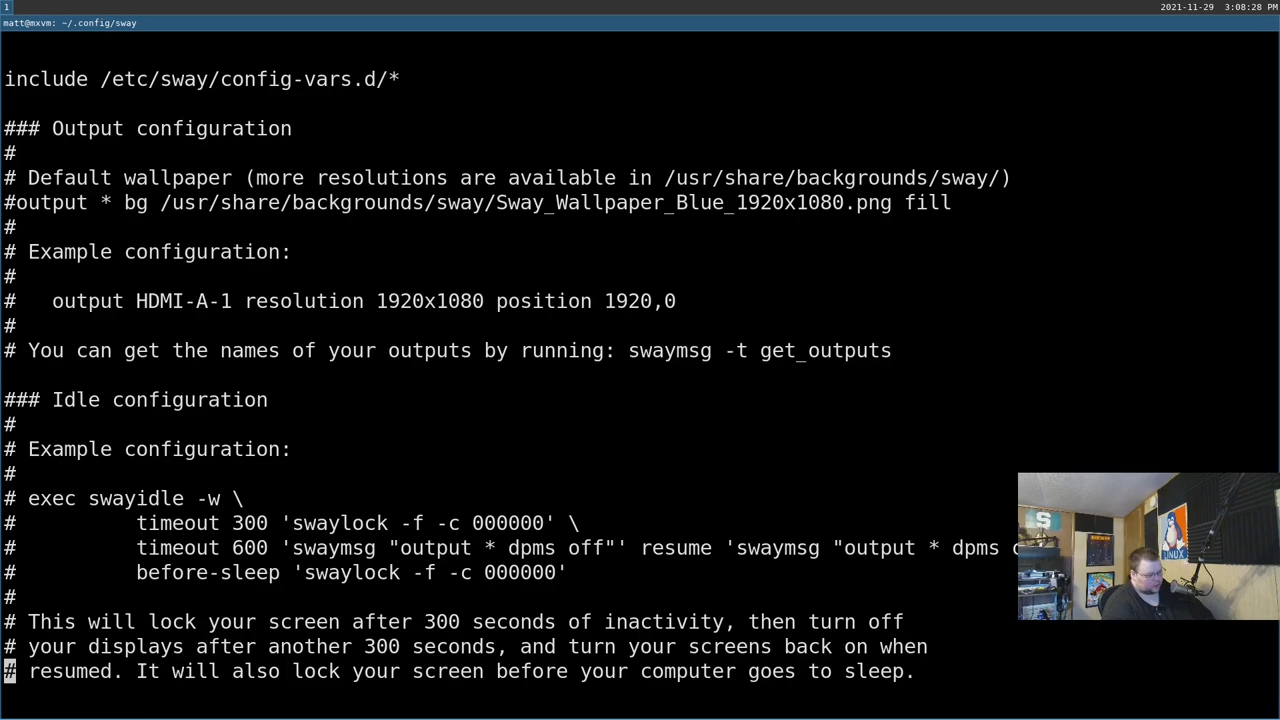 1
2021-11-29 3:08:28 PM
matt@mxvm: ~/.config/sway
include /etc/sway/config-vars.d/*
### Output configuration
#
# Default wallpaper (more resolutions are available in /usr/share/backgrounds/sway/)
#output * bg /usr/share/backgrounds/sway/Sway_Wallpaper_Blue_1920x1080.png fill
#
# Example configuration:
#
#   output HDMI-A-1 resolution 1920x1080 position 1920,0
#
# You can get the names of your outputs by running: swaymsg -t get_outputs
### Idle configuration
#
# Example configuration:
#
# exec swayidle -w \
#          timeout 300 'swaylock -f -c 000000' \
#          timeout 600 'swaymsg "output * dpms off"' resume 'swaymsg "output * dpms
#          before-sleep 'swaylock -f -c 000000'
#
# This will lock your screen after 300 seconds of inactivity, then turn off
# your displays after another 300 seconds, and turn your screens back on when
# resumed. It will also lock your screen before your computer goes to sleep.
S
LINUX